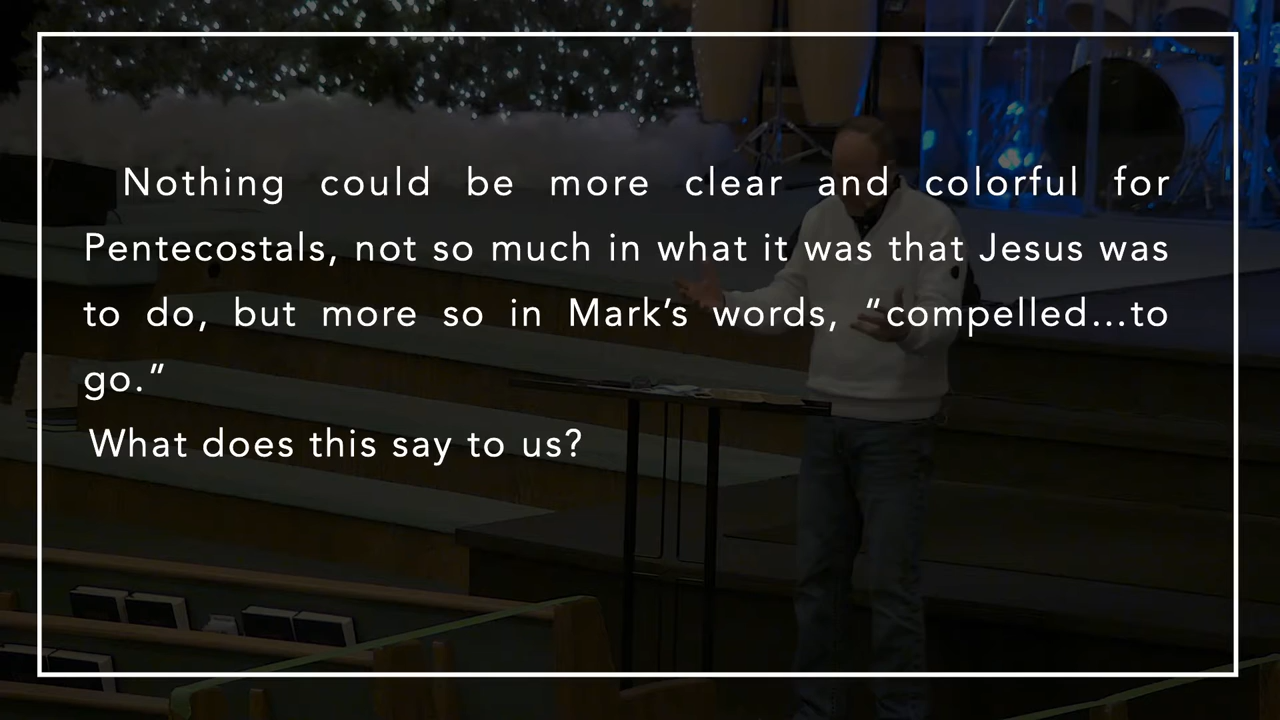 Nothing could be more clear and colorful for
Pentecostals, not so much in what it was that Jesus was
to do, but more so in Mark’s words, “compelled…to
go.”
What does this say to us?